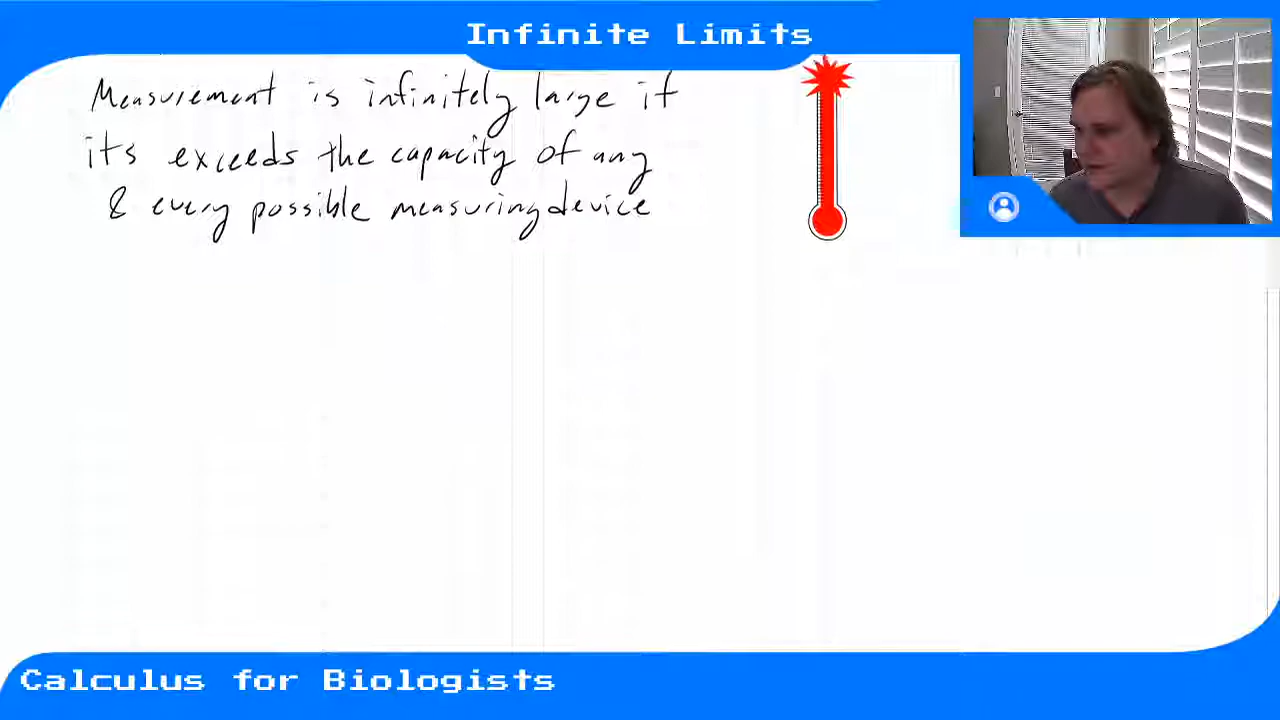 Infinite Limits
Measurement is infinitely large if
its exceeds the capacity of any
& every possible measuring device
Calculus for Biologists